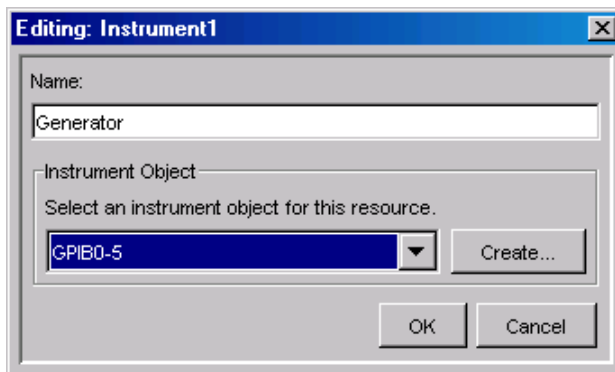 Editing: Instrument1
Name:
Generator
Instrument Object
Select an instrument object for this resource.
GPIB0-5
Create...
OK
Cancel